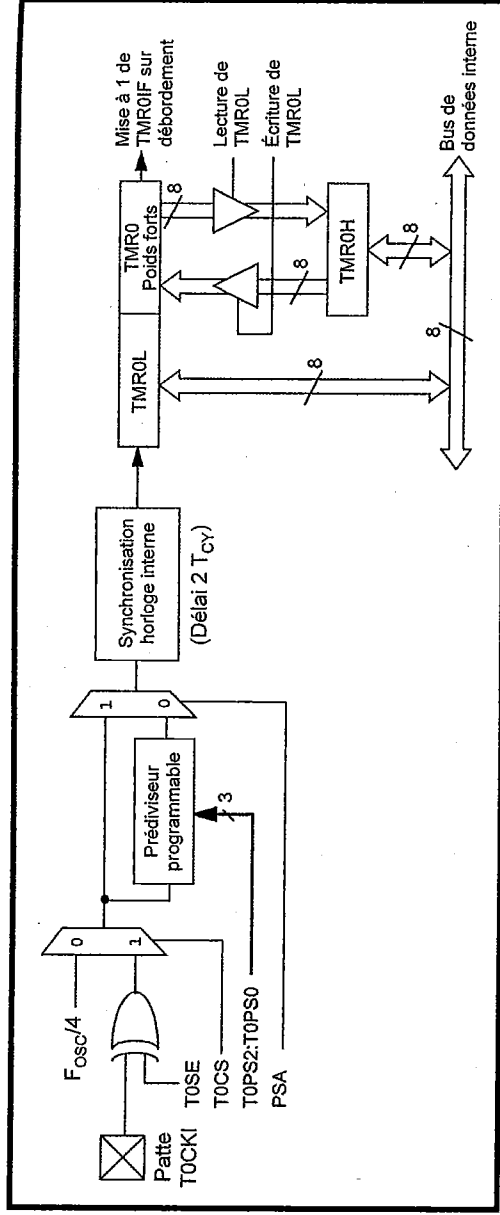 Patte
T0CKI
FOSC/4
T0SE
T0CS
T0PS2:T0PS0
PSA
0
1
Prédiviseur
programmable
3
1
0
Synchronisation
horloge interne
(Délai 2 TCY)
TMR0L
TMR0
Poids forts
Mise à 1 de
TMR0IF sur
débordement
8
Lecture de
TMR0L
Écriture de
TMR0L
8
TMR0H
8
8
8
Bus de
données interne